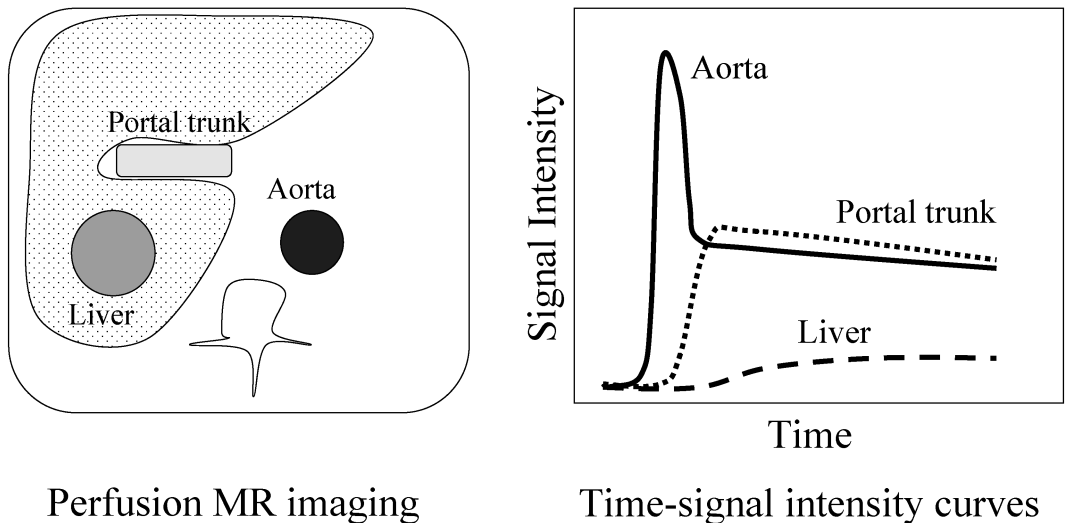 Portal trunk
Aorta
Liver
Perfusion MR imaging
Signal Intensity
Aorta
Portal trunk
Liver
Time
Time-signal intensity curves